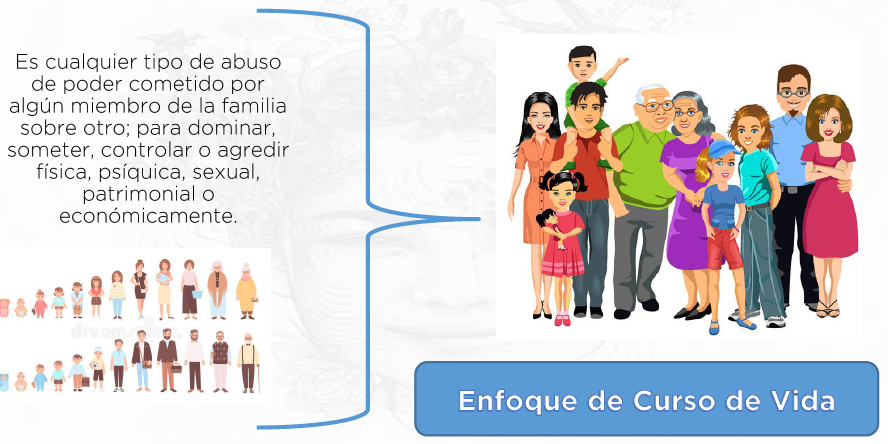 Es cualquier tipo de abuso
de poder cometido por
algún miembro de la familia
sobre otro; para dominar,
someter, controlar o agredir
física, psíquica, sexual,
patrimonial o
económicamente.
dreamstime
Enfoque de Curso de Vida